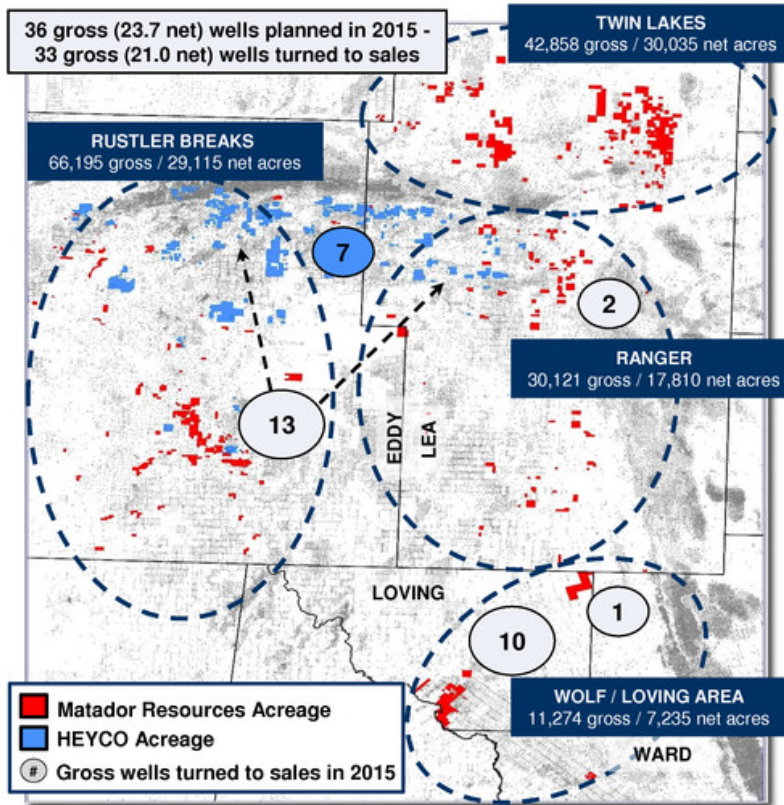 36 gross (23.7 net) wells planned in 2015 -
33 gross (21.0 net) wells turned to sales
TWIN LAKES
42,858 gross / 30,035 net acres
RUSTLER BREAKS
66,195 gross / 29,115 net acres
7
2
RANGER
30,121 gross / 17,810 net acres
13
EDDY
LEA
LOVING
10
1
WOLF / LOVING AREA
11,274 gross / 7,235 net acres
WARD
Matador Resources Acreage
HEYCO Acreage
# Gross wells turned to sales in 2015